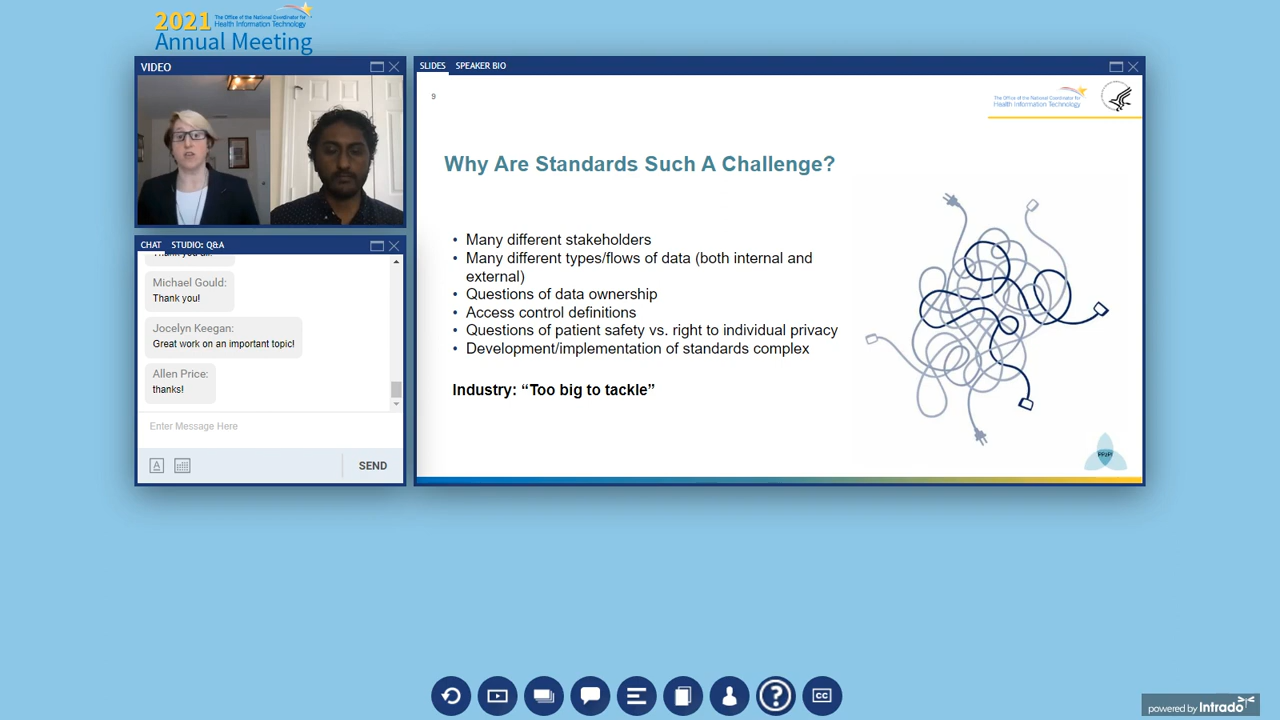 2021 The Office of the National Coordinator for
Health Information Technology
Annual Meeting
VIDEO
SLIDES SPEAKER BIO
9
The Office of the National Coordinator for
Health Information Technology
Why Are Standards Such A Challenge?
• Many different stakeholders
• Many different types/flows of data (both internal and
external)
• Questions of data ownership
• Access control definitions
• Questions of patient safety vs. right to individual privacy
• Development/implementation of standards complex
Industry: “Too big to tackle”
CHAT STUDIO: Q&A
Michael Gould:
Thank you!
Jocelyn Keegan:
Great work on an important topic!
Allen Price:
thanks!
Enter Message Here
A
SEND
?
CC
powered by Intrado